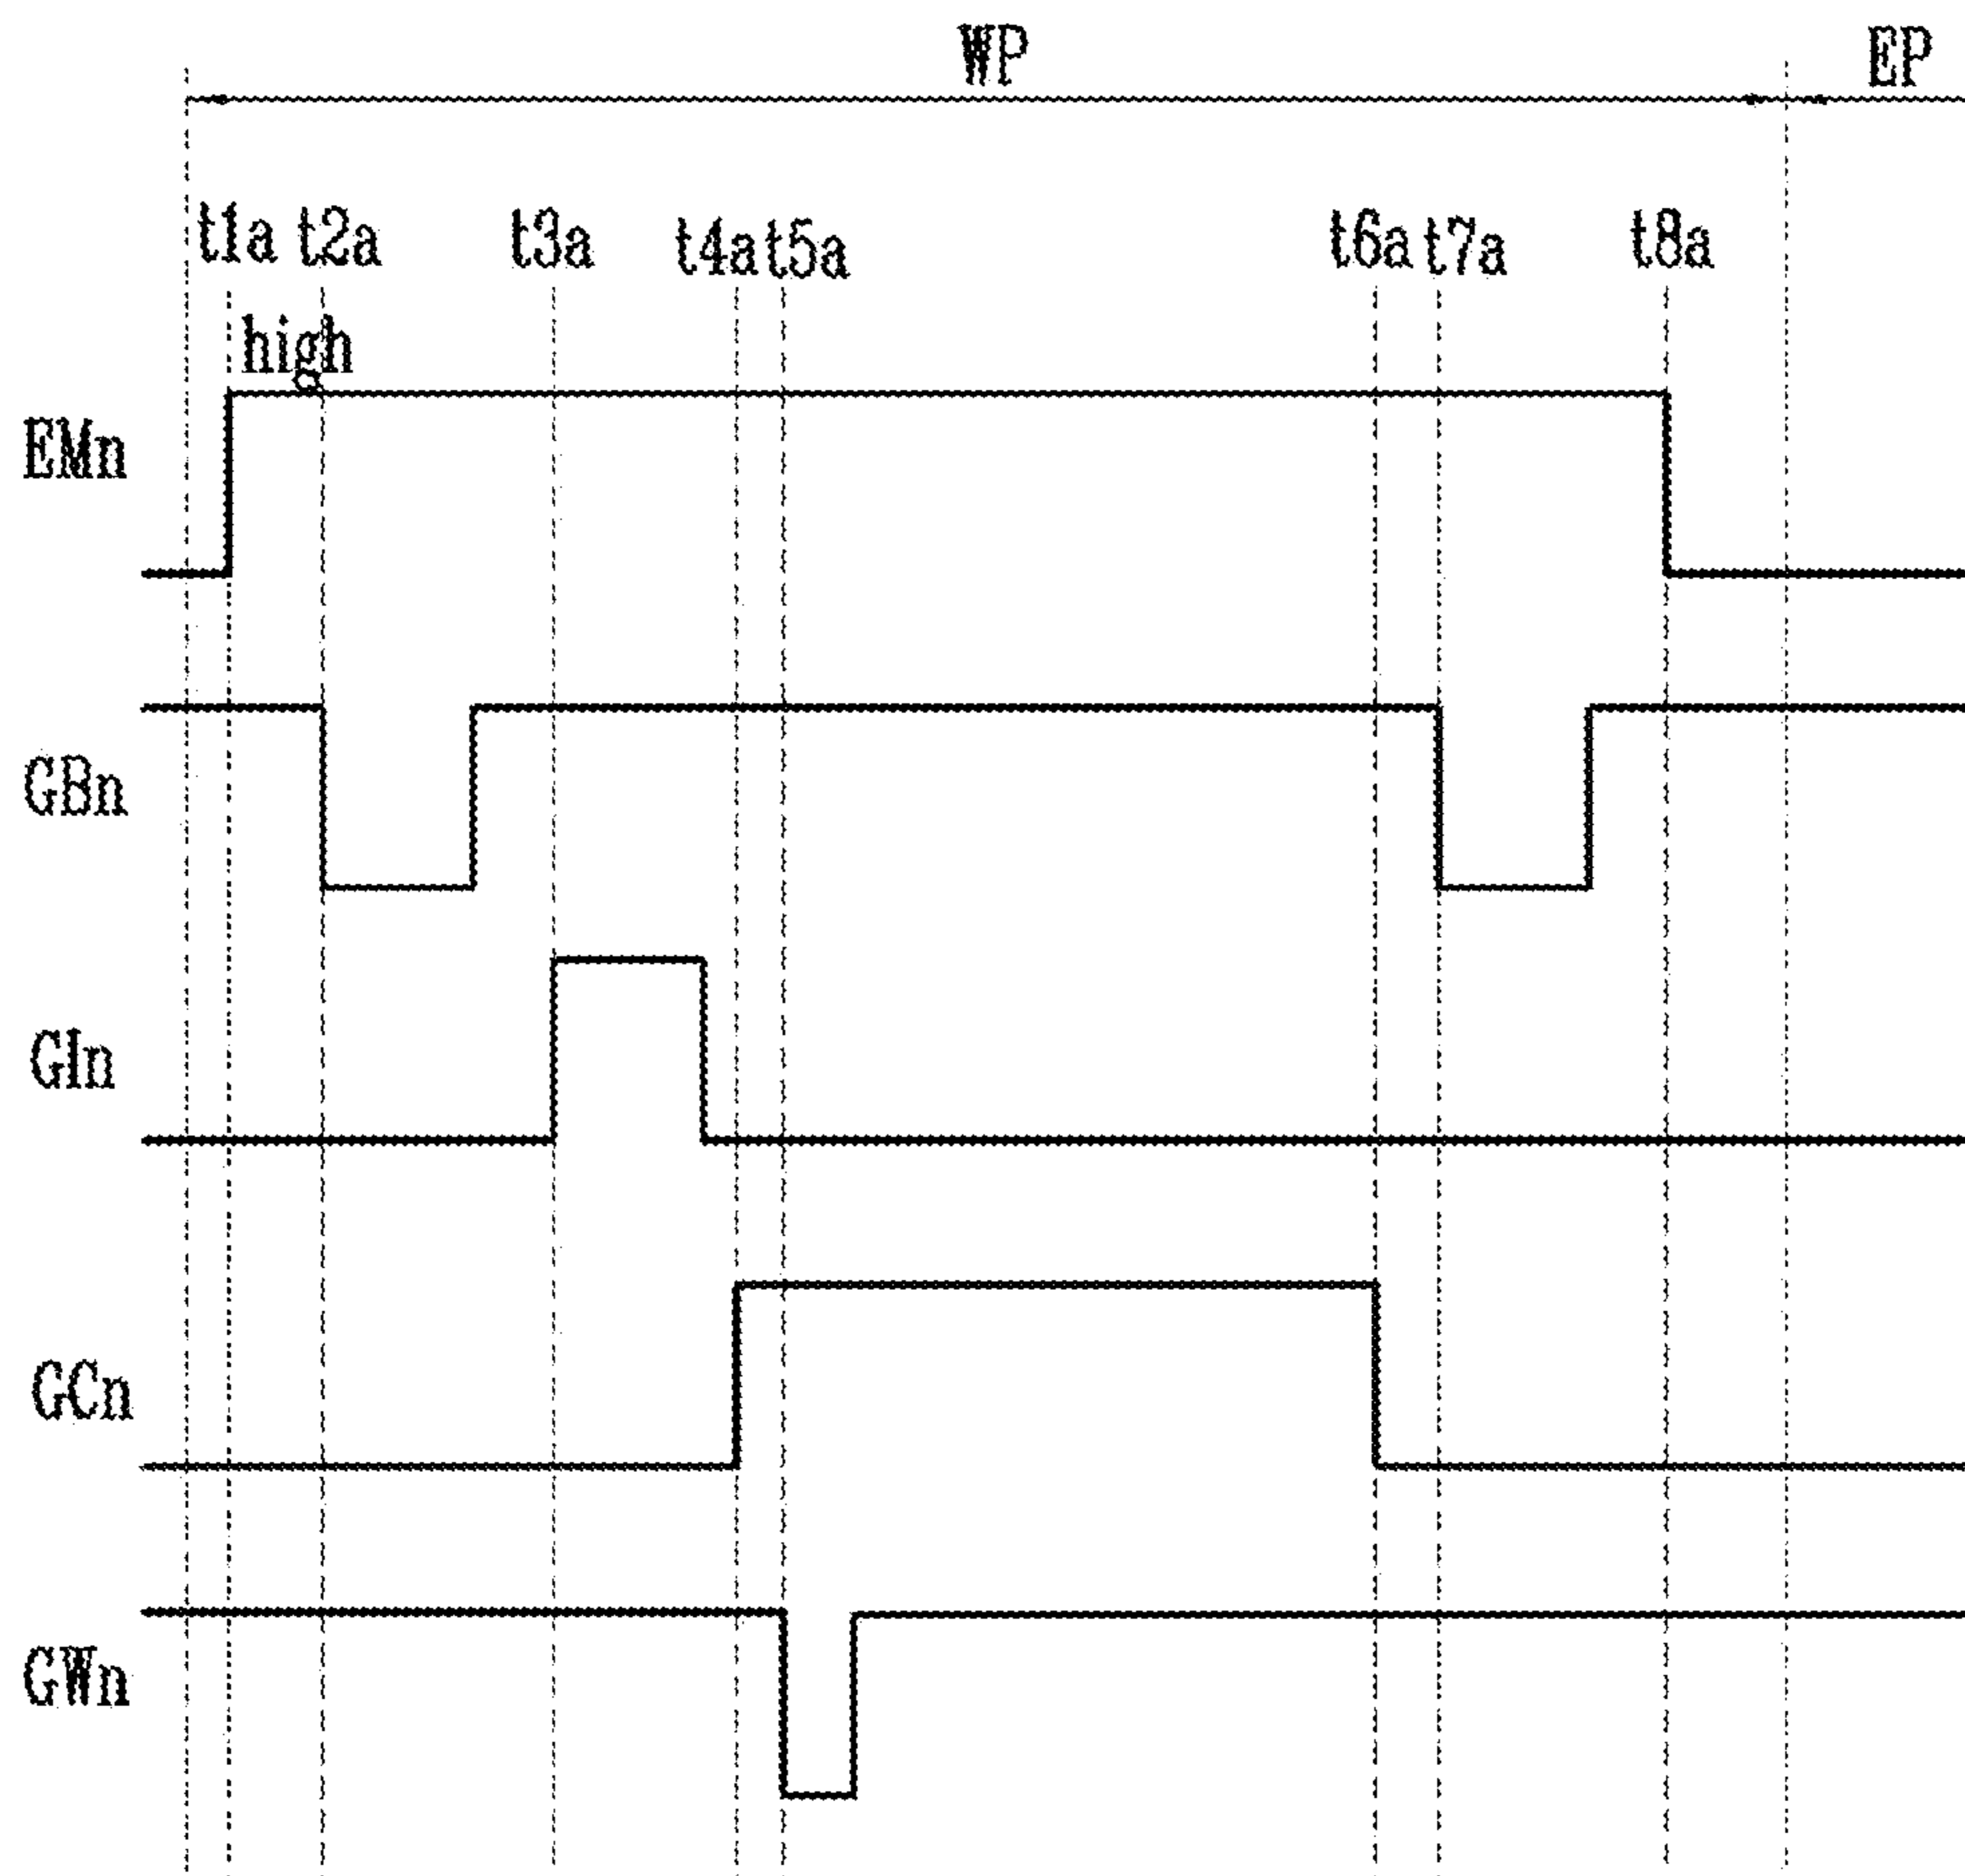 WP EP
t1a t2a t3a t4a t5a t6a t7a t8a
high
EMn
GBn
GIn
GCn
GWn